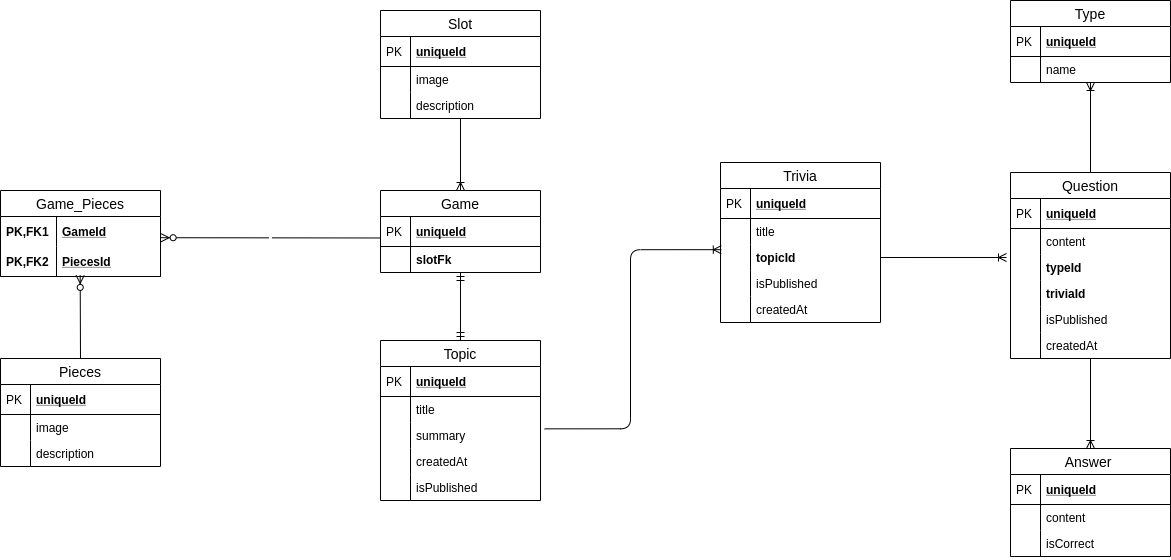 Slot
PK uniqueId
image
description
Type
PK uniqueId
name
Game_Pieces
PK,FK1 GameId
PK,FK2 PiecesId
Game
PK uniqueId
slotFk
Trivia
PK uniqueId
title
topicId
isPublished
createdAt
Question
PK uniqueId
content
typeId
triviaId
isPublished
createdAt
Pieces
PK uniqueId
image
description
Topic
PK uniqueId
title
summary
createdAt
isPublished
Answer
PK uniqueId
content
isCorrect